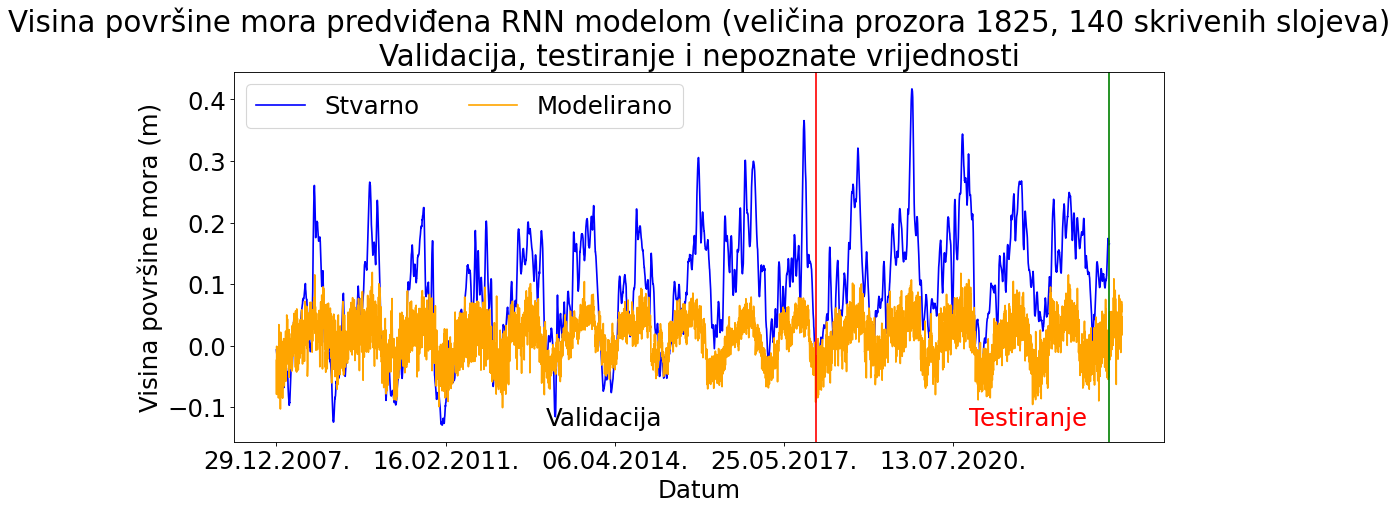 Visina površine mora predviđena RNN modelom (veličina prozora 1825, 140 skrivenih slojeva)
Validacija, testiranje i nepoznate vrijednosti
Stvarno
Modelirano
Visina površine mora (m)
0.4
0.3
0.2
0.1
0.0
−0.1
Validacija
Testiranje
29.12.2007.
16.02.2011.
06.04.2014.
25.05.2017.
13.07.2020.
Datum